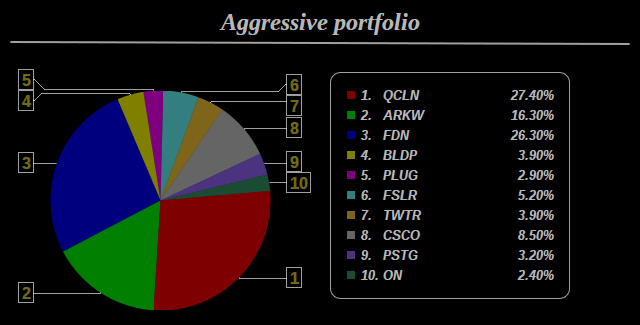 Aggressive portfolio
5
4
3
2
6
7
8
9
10
1
1. QCLN 27.40%
2. ARKW 16.30%
3. FDN 26.30%
4. BLDP 3.90%
5. PLUG 2.90%
6. FSLR 5.20%
7. TWTR 3.90%
8. CSCO 8.50%
9. PSTG 3.20%
10. ON 2.40%